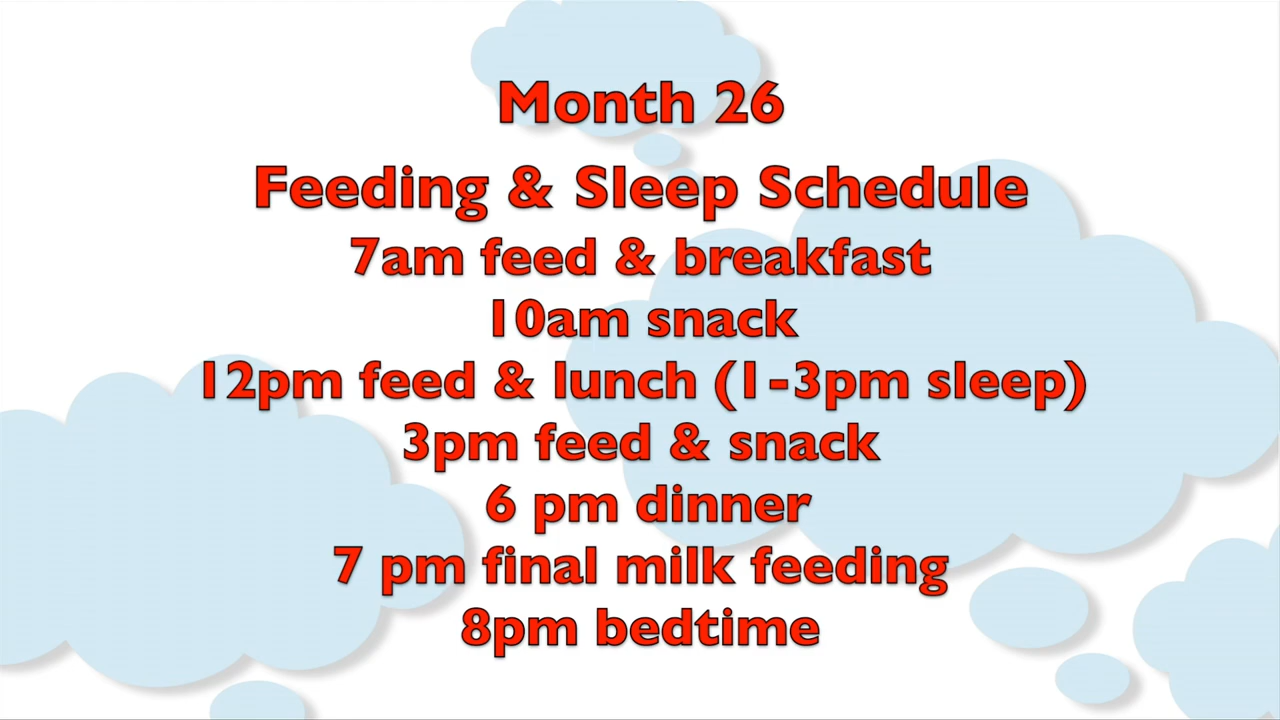 Month 26
Feeding & Sleep Schedule
7am feed & breakfast
10am snack
12pm feed & lunch (1-3pm sleep)
3pm feed & snack
6 pm dinner
7 pm final milk feeding
8pm bedtime